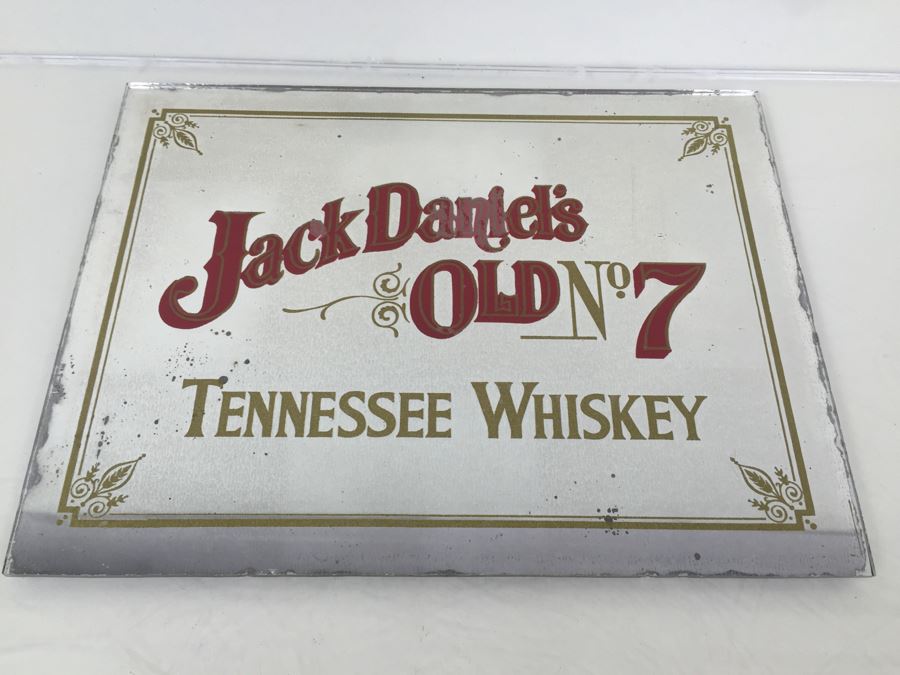 Jack Daniel's
OLD No 7
TENNESSEE WHISKEY